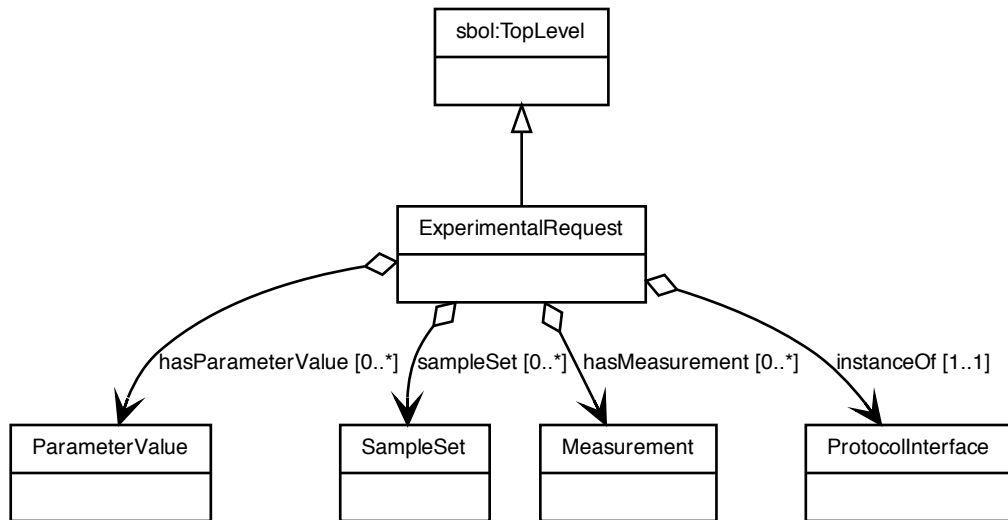 sbol:TopLevel
ExperimentalRequest
hasParameterValue [0..*]
sampleSet [0..*]
hasMeasurement [0..*]
instanceOf [1..1]
ParameterValue
SampleSet
Measurement
ProtocolInterface